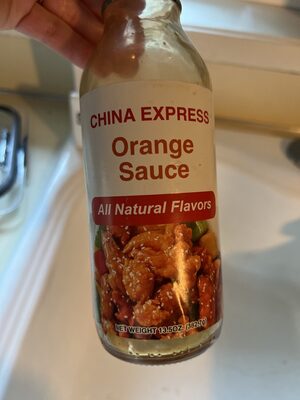 CHINA EXPRESS
Orange
Sauce
All Natural Flavors
NET WEIGHT 13.5OZ.